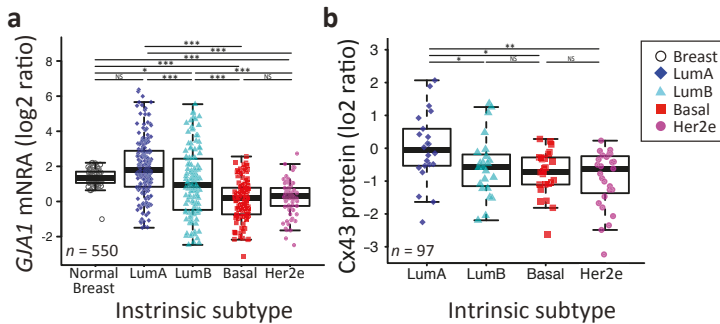 a
GJA1 mNRA (log2 ratio)
6
4
2
0
-2
***
***
***
*** ***
* ***
NS *** *** NS
n = 550
Normal Breast
LumA
LumB
Basal
Her2e
Instrinsic subtype
b
Cx43 protein (lo2 ratio)
3
2
1
0
-1
-2
-3
**
*
* NS NS
n = 97
LumA
LumB
Basal
Her2e
Intrinsic subtype
Breast
LumA
LumB
Basal
Her2e